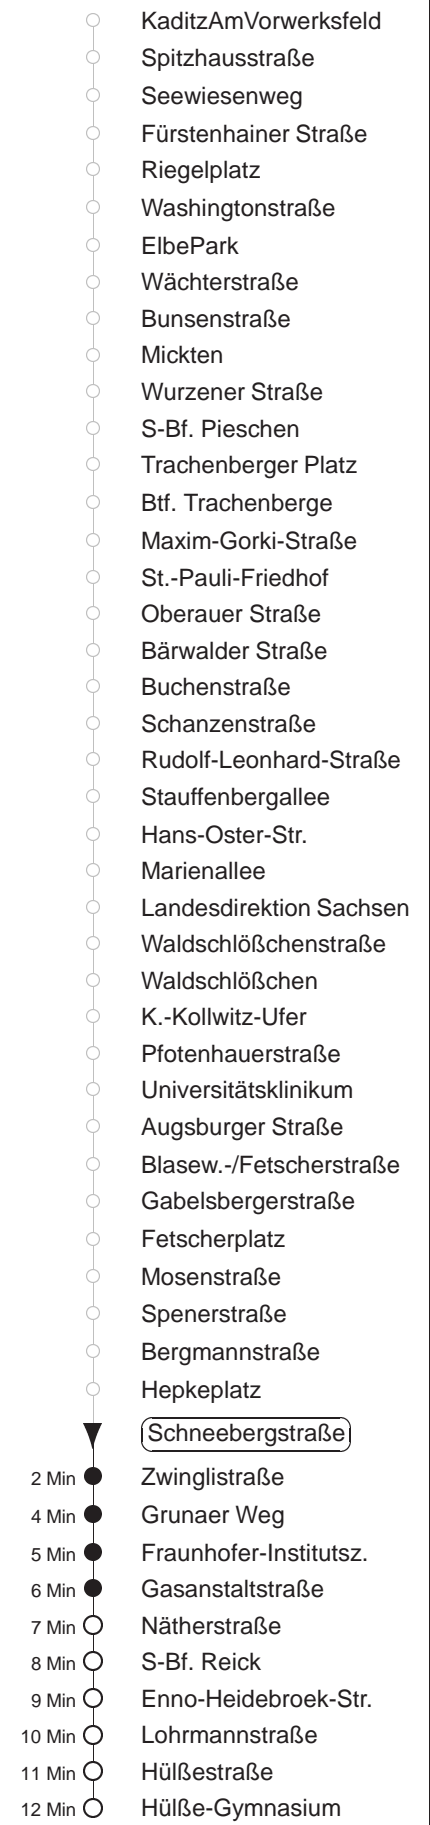 KaditzAmVorwerksfeld
Spitzhausstraße
Seewiesenweg
Fürstenhainer Straße
Riegelplatz
Washingtonstraße
ElbePark
Wächterstraße
Bunsenstraße
Mickten
Wurzener Straße
S-Bf. Pieschen
Trachenberger Platz
Btf. Trachenberge
Maxim-Gorki-Straße
St.-Pauli-Friedhof
Oberauer Straße
Bärwalder Straße
Buchenstraße
Schanzenstraße
Rudolf-Leonhard-Straße
Stauffenbergallee
Hans-Oster-Str.
Marienallee
Landesdirektion Sachsen
Waldschlößchenstraße
Waldschlößchen
K.-Kollwitz-Ufer
Pfotenhauerstraße
Universitätsklinikum
Augsburger Straße
Blasew.-/Fetscherstraße
Gabelsbergerstraße
Fetscherplatz
Mosenstraße
Spenerstraße
Bergmannstraße
Hepkeplatz
Schneebergstraße
2 Min Zwinglistraße
4 Min Grunaer Weg
5 Min Fraunhofer-Institutsz.
6 Min Gasanstaltstraße
7 Min Nätherstraße
8 Min S-Bf. Reick
9 Min Enno-Heidebroek-Str.
10 Min Lohrmannstraße
11 Min Hülßestraße
12 Min Hülße-Gymnasium